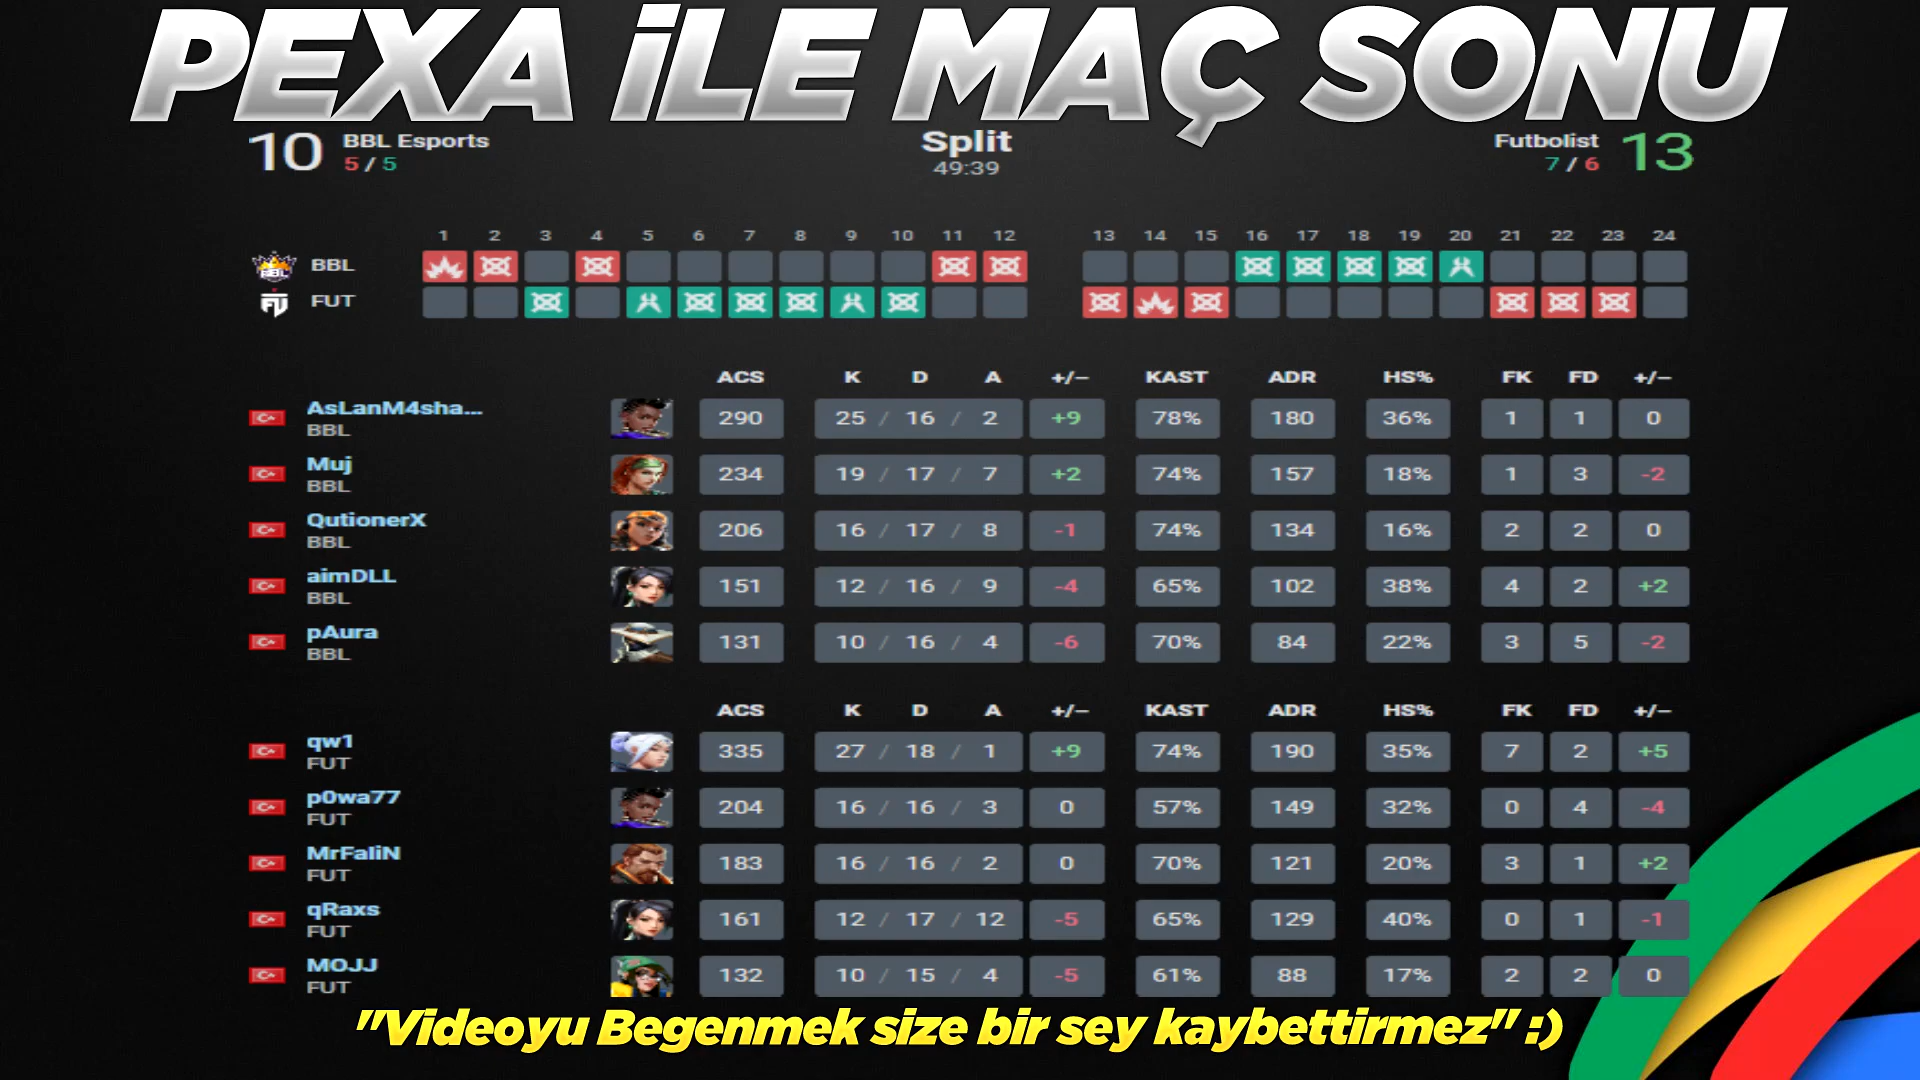 PEXA iLE MAÇ SONU
10 BBL Esports Split Futbolist 13
5 / 5 49:39 7 / 6
1 2 3 4 5 6 7 8 9 10 11 12 13 14 15 16 17 18 19 20 21 22 23 24
BBL
FUT
ACS K D A +/− KAST ADR HS% FK FD +/−
AsLanM4sha... 290 25 / 16 / 2 +9 78% 180 36% 1 1 0
BBL
Muj 234 19 / 17 / 7 +2 74% 157 18% 1 3 -2
BBL
QutionerX 206 16 / 17 / 8 -1 74% 134 16% 2 2 0
BBL
aimDLL 151 12 / 16 / 9 -4 65% 102 38% 4 2 +2
BBL
pAura 131 10 / 16 / 4 -6 70% 84 22% 3 5 -2
BBL
ACS K D A +/− KAST ADR HS% FK FD +/−
qw1 335 27 / 18 / 1 +9 74% 190 35% 7 2 +5
FUT
p0wa77 204 16 / 16 / 3 0 57% 149 32% 0 4 -4
FUT
MrFaliN 183 16 / 16 / 2 0 70% 121 20% 3 1 +2
FUT
qRaxs 161 12 / 17 / 12 -5 65% 129 40% 0 1 -1
FUT
MOJJ 132 10 / 15 / 4 -5 61% 88 17% 2 2 0
FUT
"Videoyu Begenmek size bir sey kaybettirmez" :)